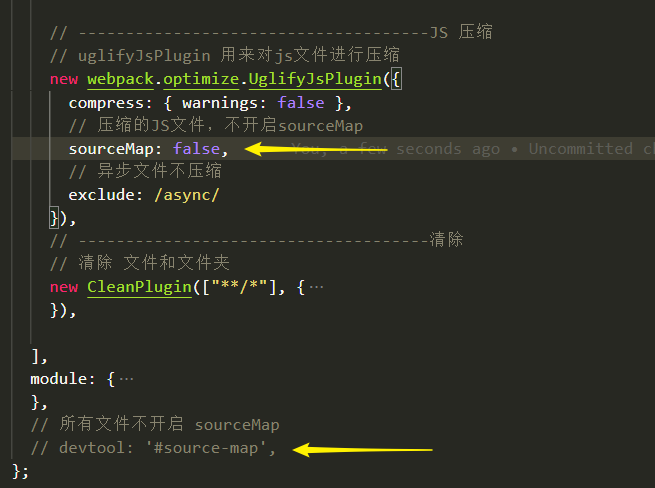 // -------------------------------------JS 压缩
// uglifyJsPlugin 用来对js文件进行压缩
new webpack.optimize.UglifyJsPlugin({
compress: { warnings: false },
// 压缩的JS文件，不开启sourceMap
sourceMap: false, You, a few seconds ago • Uncommitted ch
// 异步文件不压缩
exclude: /async/
}),
// -------------------------------------清除
// 清除 文件和文件夹
new CleanPlugin(["**/*"], {⋯
}),
],
module: {⋯
},
// 所有文件不开启 sourceMap
// devtool: '#source-map',
};